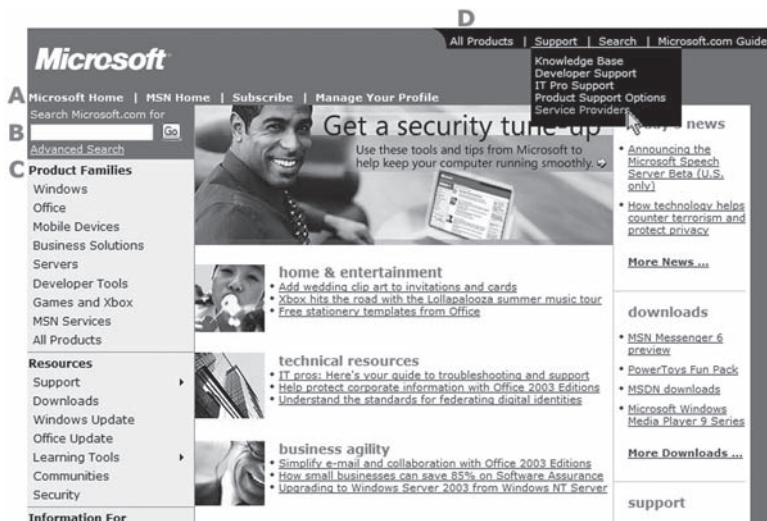 D
All Products | Support | Search | Microsoft.com Guide
Microsoft
Knowledge Base
Developer Support
IT Pro Support
Product Support Options
Service Providers
A
Microsoft Home | MSN Home | Subscribe | Manage Your Profile
Search Microsoft.com for
B
Go
Advanced Search
C
Product Families
Windows
Office
Mobile Devices
Business Solutions
Servers
Developer Tools
Games and Xbox
MSN Services
All Products
Resources
Support
Downloads
Windows Update
Office Update
Learning Tools
Communities
Security
Information For
Get a security tune-up
Use these tools and tips from Microsoft to
help keep your computer running smoothly.
home & entertainment
• Add wedding clip art to invitations and cards
• Xbox hits the road with the Lollapalooza summer music tour
• Free stationery templates from Office
technical resources
• IT pros: Here's your guide to troubleshooting and support
• Help protect corporate information with Office 2003 Editions
• Understand the standards for federating digital identities
business agility
• Simplify e-mail and collaboration with Office 2003 Editions
• How small businesses can save 85% on Software Assurance
• Upgrading to Windows Server 2003 from Windows NT Server
news
• Announcing the
Microsoft Speech
Server Beta (U.S.
only)
• How technology helps
counter terrorism and
protect privacy
More News ...
downloads
• MSN Messenger 6
preview
• PowerToys Fun Pack
• MSDN downloads
• Microsoft Windows
Media Player 9 Series
More Downloads ...
support